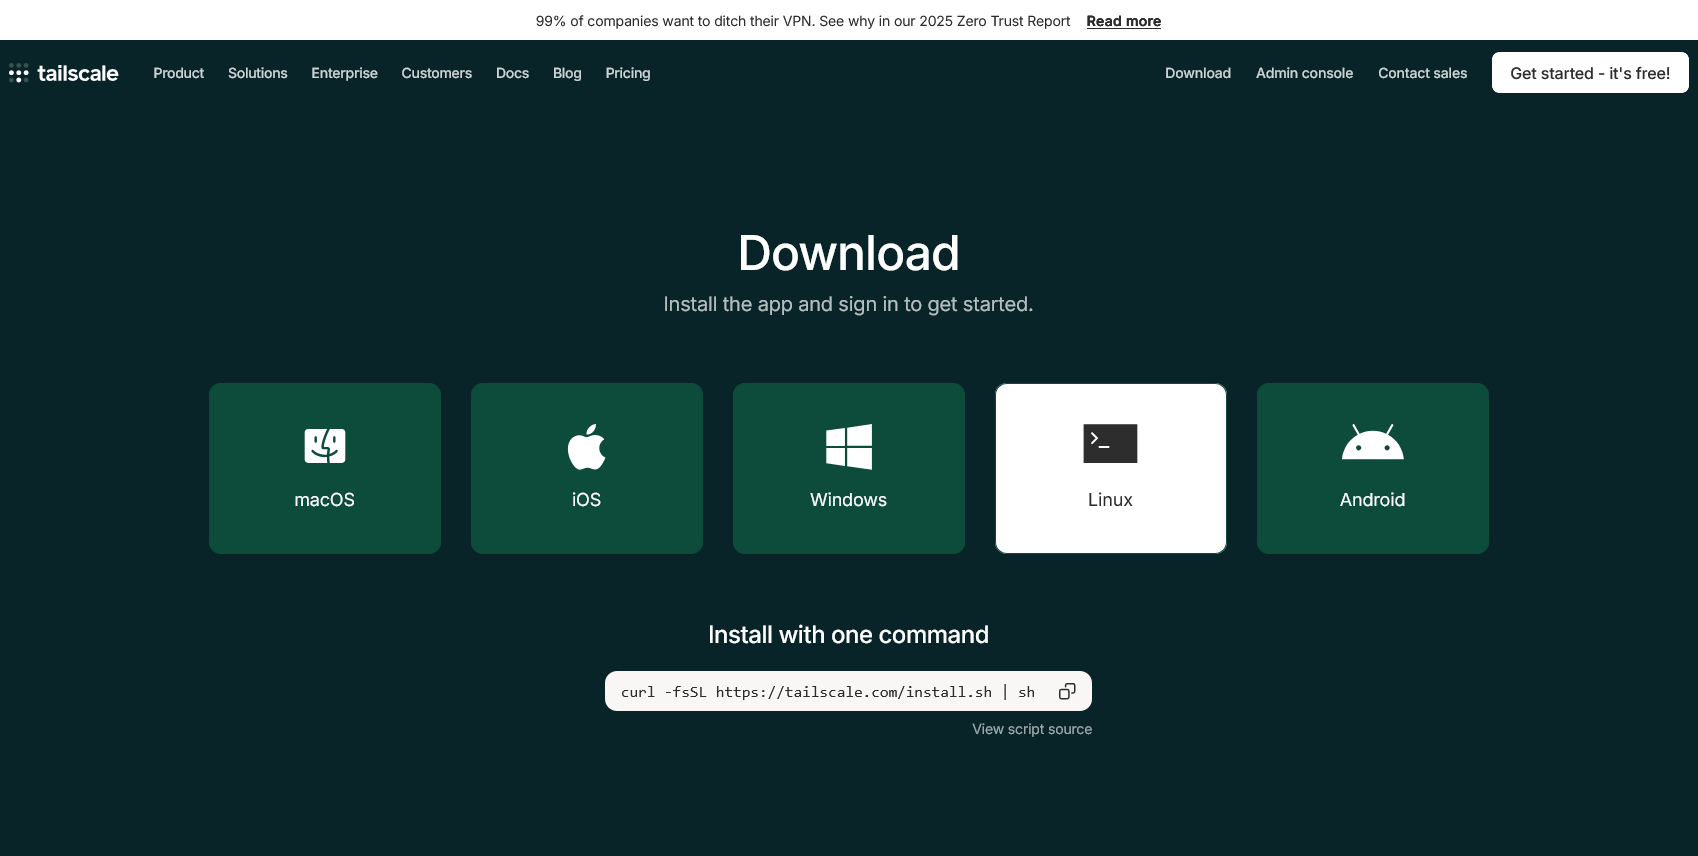 99% of companies want to ditch their VPN. See why in our 2025 Zero Trust Report Read more
tailscale Product Solutions Enterprise Customers Docs Blog Pricing Download Admin console Contact sales Get started - it's free!
Download
Install the app and sign in to get started.
macOS iOS Windows Linux Android
Install with one command
curl -fsSL https://tailscale.com/install.sh | sh
View script source